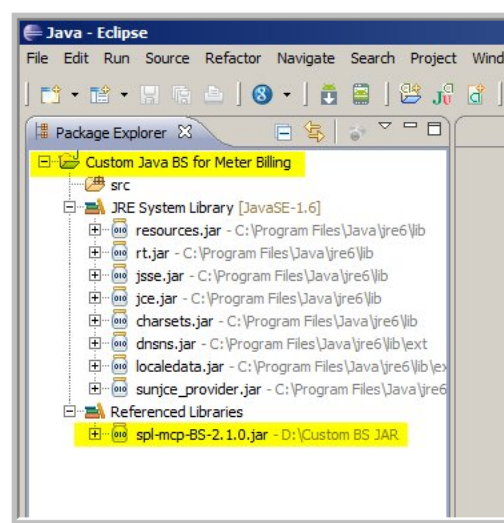 Java - Eclipse
File Edit Run Source Refactor Navigate Search Project Wind
Package Explorer
Custom Java BS for Meter Billing
src
JRE System Library [JavaSE-1.6]
resources.jar - C:\Program Files\Java\jre6\lib
rt.jar - C:\Program Files\Java\jre6\lib
jsse.jar - C:\Program Files\Java\jre6\lib
jce.jar - C:\Program Files\Java\jre6\lib
charsets.jar - C:\Program Files\Java\jre6\lib
dnsns.jar - C:\Program Files\Java\jre6\lib\ext
localedata.jar - C:\Program Files\Java\jre6\lib\ex
sunjce_provider.jar - C:\Program Files\Java\jre6
Referenced Libraries
spl-mcp-BS-2.1.0.jar - D:\Custom BS JAR